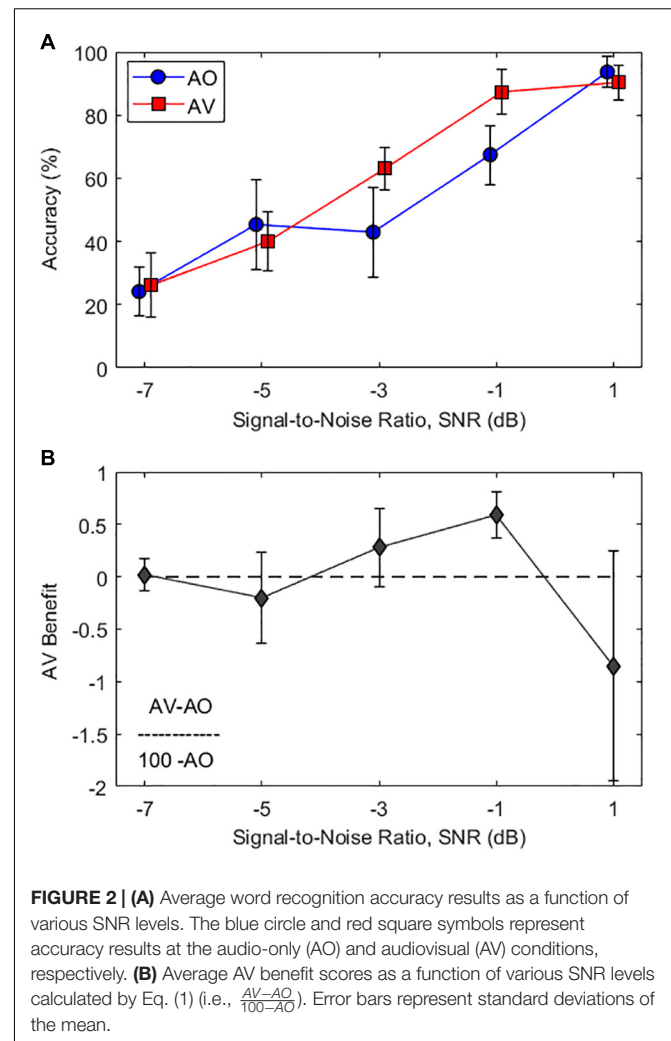 A
100
80
60
40
20
0
Accuracy (%)
AO
AV
-7 -5 -3 -1 1
Signal-to-Noise Ratio, SNR (dB)
B
1
0.5
0
-0.5
-1
-1.5
-2
AV Benefit
AV-AO
100 -AO
-7 -5 -3 -1 1
Signal-to-Noise Ratio, SNR (dB)
FIGURE 2 | (A) Average word recognition accuracy results as a function of
various SNR levels. The blue circle and red square symbols represent
accuracy results at the audio-only (AO) and audiovisual (AV) conditions,
respectively. (B) Average AV benefit scores as a function of various SNR levels
calculated by Eq. (1) (i.e., AV−AO/100−AO). Error bars represent standard deviations of
the mean.